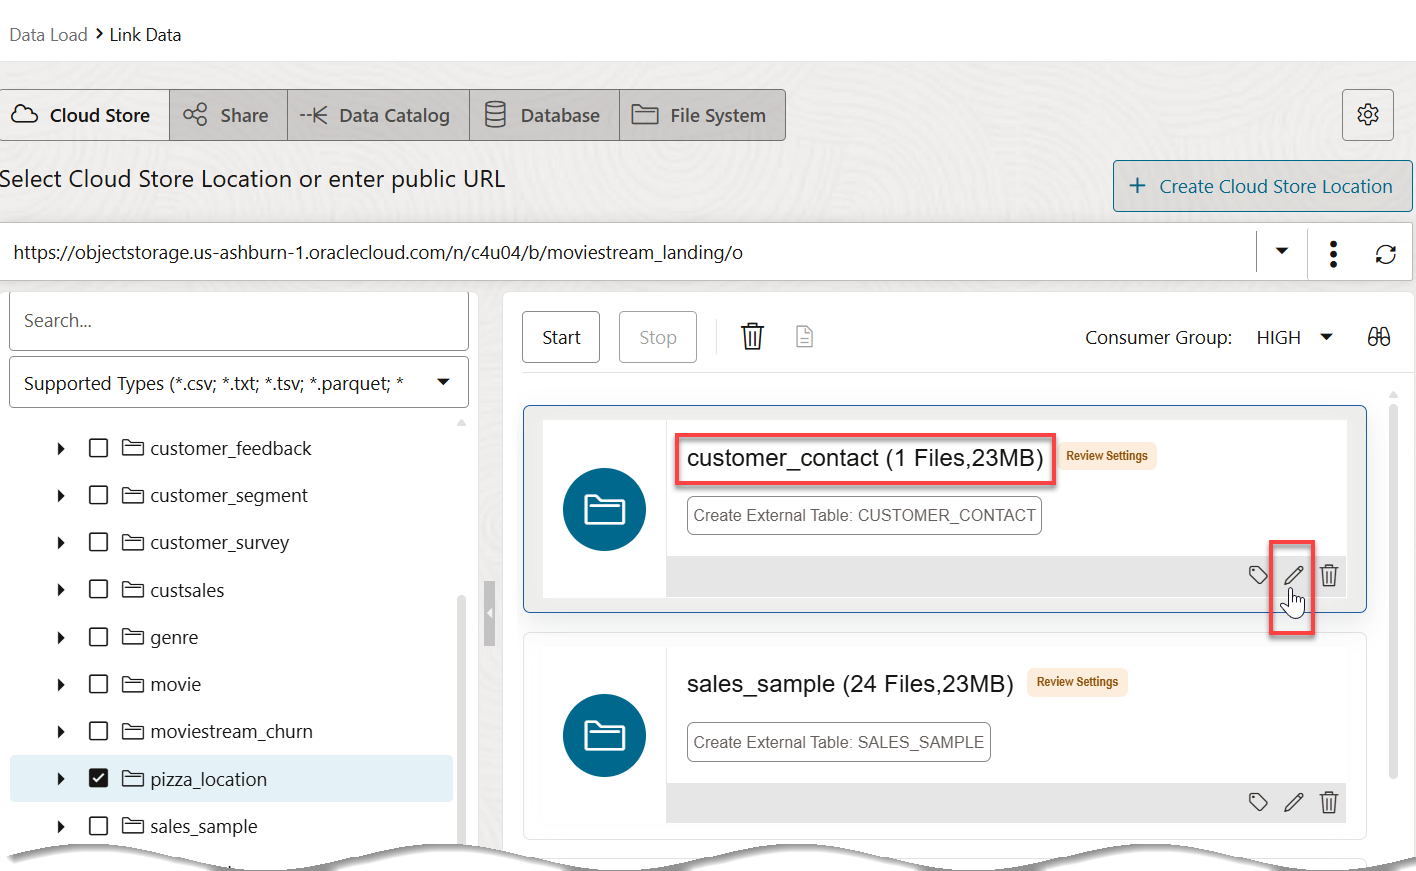 Data Load > Link Data
Cloud Store
Share
Data Catalog
Database
File System
Select Cloud Store Location or enter public URL
+ Create Cloud Store Location
https://objectstorage.us-ashburn-1.oraclecloud.com/n/c4u04/b/moviestream_landing/o
Search...
Supported Types (*.csv; *.txt; *.tsv; *.parquet; *
customer_feedback
customer_segment
customer_survey
custsales
genre
movie
moviestream_churn
pizza_location
sales_sample
Start
Stop
Consumer Group: HIGH
customer_contact (1 Files,23MB)
Review Settings
Create External Table: CUSTOMER_CONTACT
sales_sample (24 Files,23MB)
Review Settings
Create External Table: SALES_SAMPLE